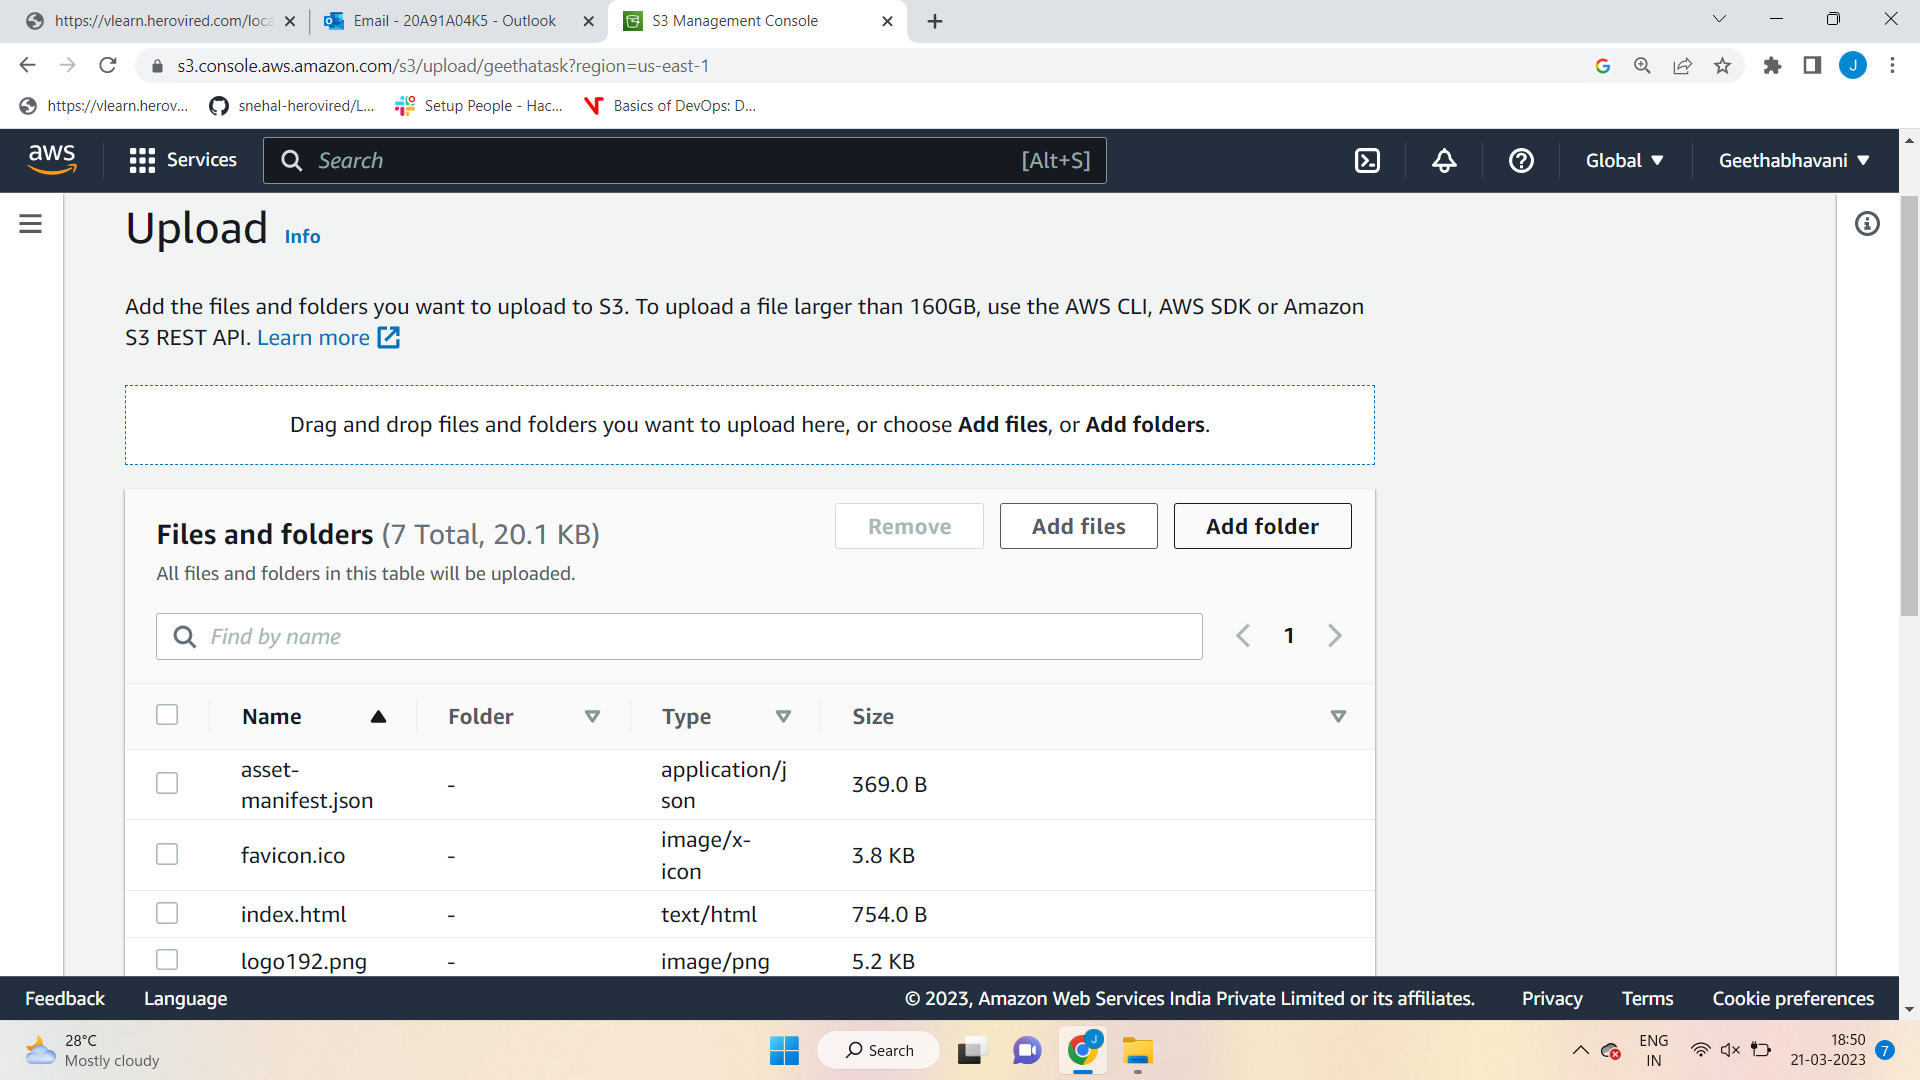 https://vlearn.herovired.com/loca
Email - 20A91A04K5 - Outlook
S3 Management Console
s3.console.aws.amazon.com/s3/upload/geethatask?region=us-east-1
J
https://vlearn.herov...
snehal-herovired/L...
Setup People - Hac...
Basics of DevOps: D...
aws
Services
Search
[Alt+S]
Global
Geethabhavani
Upload
Info
Add the files and folders you want to upload to S3. To upload a file larger than 160GB, use the AWS CLI, AWS SDK or Amazon
S3 REST API. Learn more
Drag and drop files and folders you want to upload here, or choose Add files, or Add folders.
Files and folders (7 Total, 20.1 KB)
Remove
Add files
Add folder
All files and folders in this table will be uploaded.
Find by name
1
Name Folder Type Size
asset-
manifest.json
-
application/j
son
369.0 B
favicon.ico
-
image/x-
icon
3.8 KB
index.html - text/html 754.0 B
logo192.png - image/png 5.2 KB
Feedback
Language
© 2023, Amazon Web Services India Private Limited or its affiliates.
Privacy
Terms
Cookie preferences
28°C
Mostly cloudy
Search
J
ENG
IN
18:50
21-03-2023
7